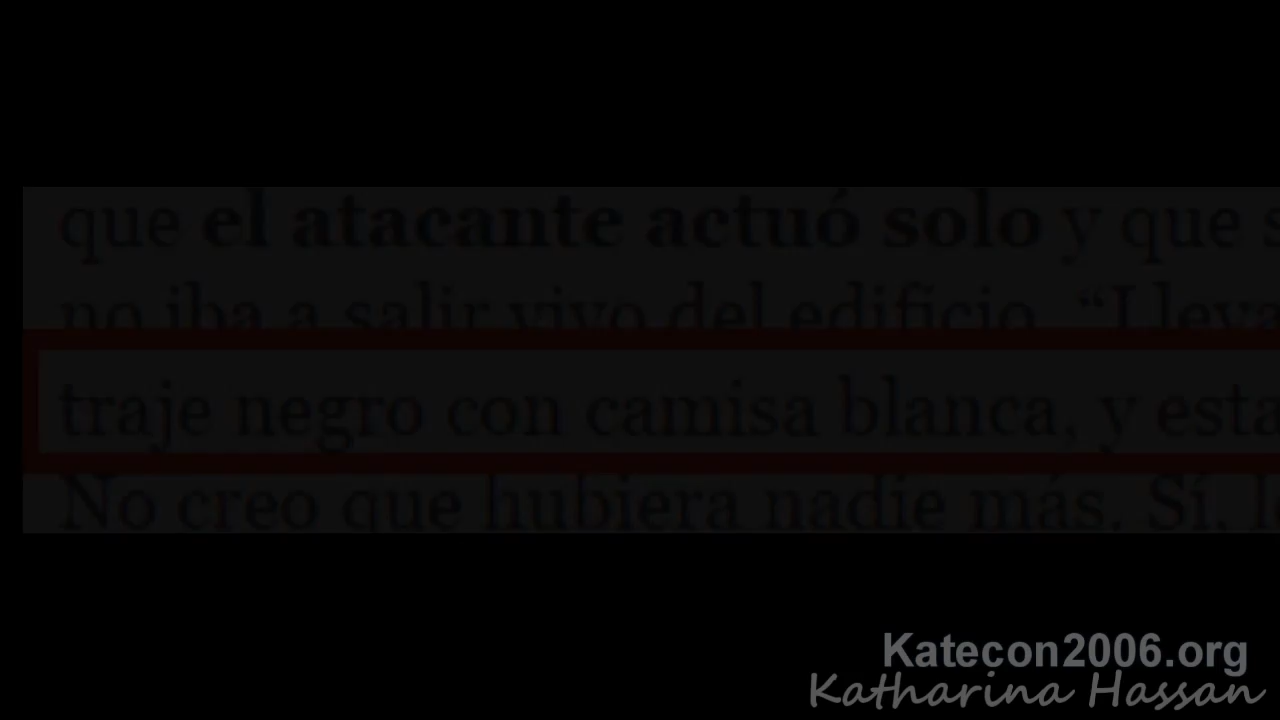 que el atacante actuó solo y que s
no iba a salir vivo del edificio. “Lleva
traje negro con camisa blanca, y esta
No creo que hubiera nadie más. Sí, la
Katecon2006.org
Katharina Hassan